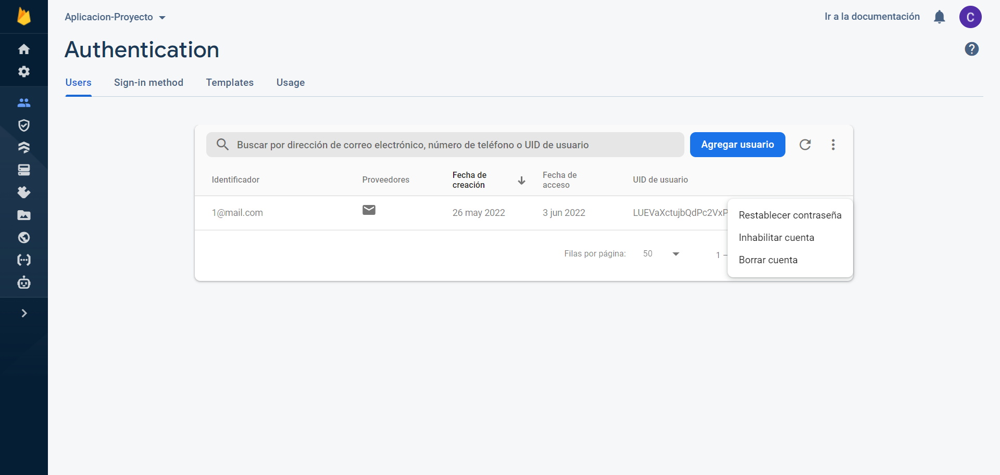 Aplicacion-Proyecto
Ir a la documentación
C
Authentication
?
Users Sign-in method Templates Usage
Buscar por dirección de correo electrónico, número de teléfono o UID de usuario
Agregar usuario
Identificador Proveedores Fecha de creación Fecha de acceso UID de usuario
1@mail.com 26 may 2022 3 jun 2022 LUEVaXctujbQdPc2VxP
Restablecer contraseña
Inhabilitar cuenta
Borrar cuenta
Filas por página: 50 1 –